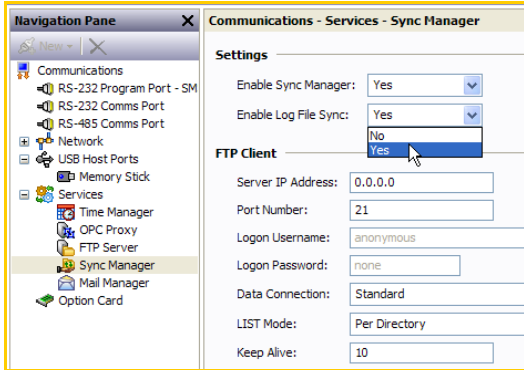 Navigation Pane
New
Communications
RS-232 Program Port - SM
RS-232 Comms Port
RS-485 Comms Port
Network
USB Host Ports
Memory Stick
Services
Time Manager
OPC Proxy
FTP Server
Sync Manager
Mail Manager
Option Card
Communications - Services - Sync Manager
Settings
Enable Sync Manager: Yes
Enable Log File Sync: Yes
No
Yes
FTP Client
Server IP Address: 0.0.0.0
Port Number: 21
Logon Username: anonymous
Logon Password: none
Data Connection: Standard
LIST Mode: Per Directory
Keep Alive: 10